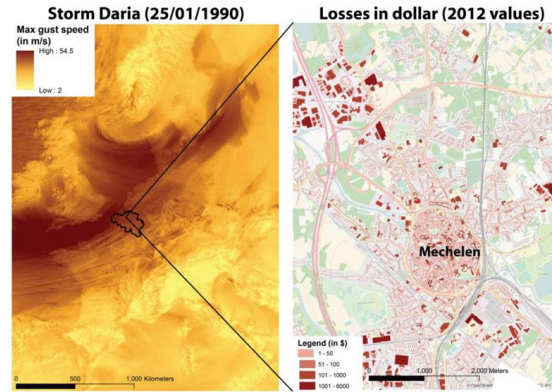 Storm Daria (25/01/1990)
Max gust speed
(in m/s)
High : 54.5
Low : 2
0
500
1,000 Kilometers
Losses in dollar (2012 values)
Mechelen
Legend (in $)
1 - 50
51 - 100
101 - 1000
1001 - 6000
0
1,000
2,000 Meters